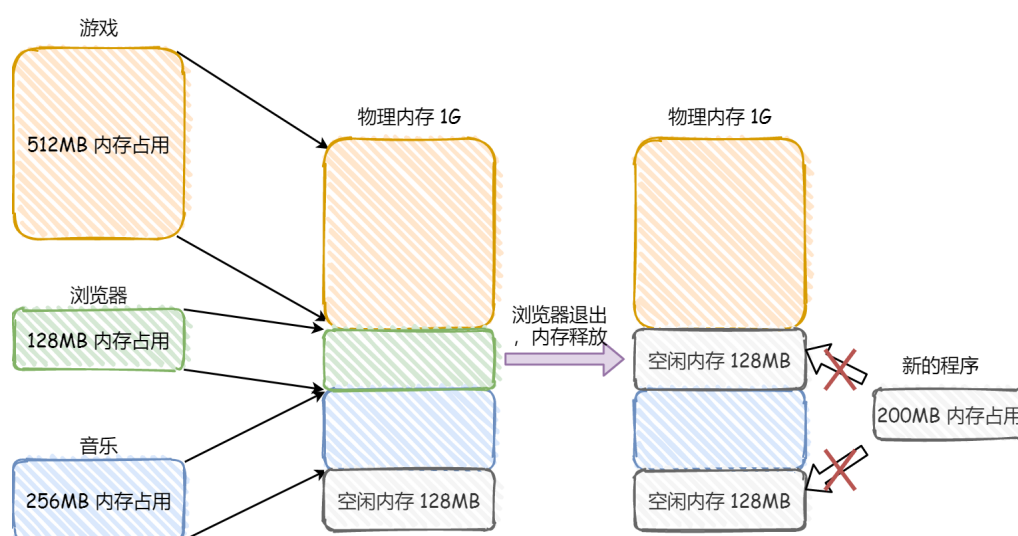 游戏
512MB 内存占用
浏览器
128MB 内存占用
音乐
256MB 内存占用
物理内存 1G
空闲内存 128MB
浏览器退出
，内存释放
物理内存 1G
空闲内存 128MB
空闲内存 128MB
新的程序
200MB 内存占用